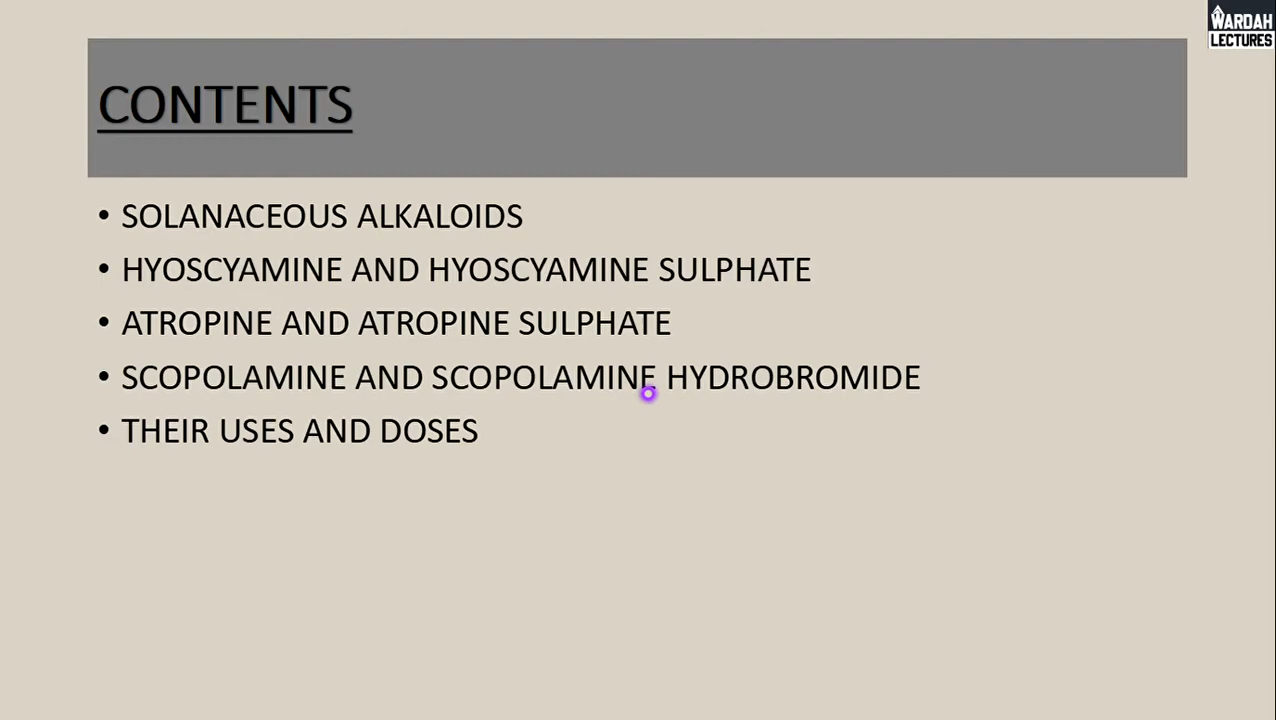 WARDAH
LECTURES
CONTENTS
• SOLANACEOUS ALKALOIDS
• HYOSCYAMINE AND HYOSCYAMINE SULPHATE
• ATROPINE AND ATROPINE SULPHATE
• SCOPOLAMINE AND SCOPOLAMINE HYDROBROMIDE
• THEIR USES AND DOSES